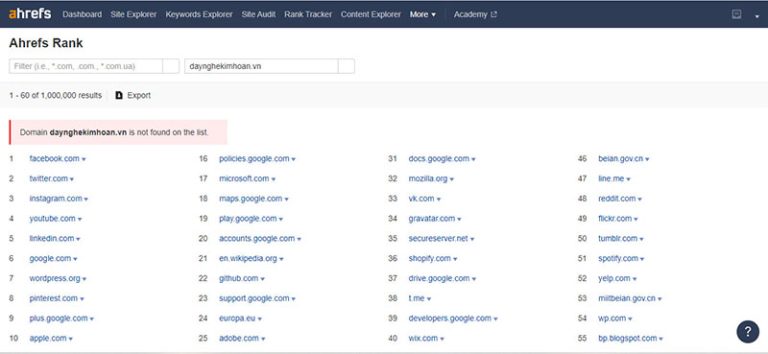 ahrefs Dashboard Site Explorer Keywords Explorer Site Audit Rank Tracker Content Explorer More Academy
Ahrefs Rank
Filter (i.e., *.com, .com., *.com.ua) daynghekimhoan.vn
1 - 60 of 1,000,000 results Export
Domain daynghekimhoan.vn is not found on the list.
1 facebook.com 16 policies.google.com 31 docs.google.com 46 beian.gov.cn
2 twitter.com 17 microsoft.com 32 mozilla.org 47 line.me
3 instagram.com 18 maps.google.com 33 vk.com 48 reddit.com
4 youtube.com 19 play.google.com 34 gravatar.com 49 flickr.com
5 linkedin.com 20 accounts.google.com 35 secureserver.net 50 tumblr.com
6 google.com 21 en.wikipedia.org 36 shopify.com 51 spotify.com
7 wordpress.org 22 github.com 37 drive.google.com 52 yelp.com
8 pinterest.com 23 support.google.com 38 t.me 53 miitbeian.gov.cn
9 plus.google.com 24 europa.eu 39 developers.google.com 54 wp.com
10 apple.com 25 adobe.com 40 wix.com 55 bp.blogspot.com
?